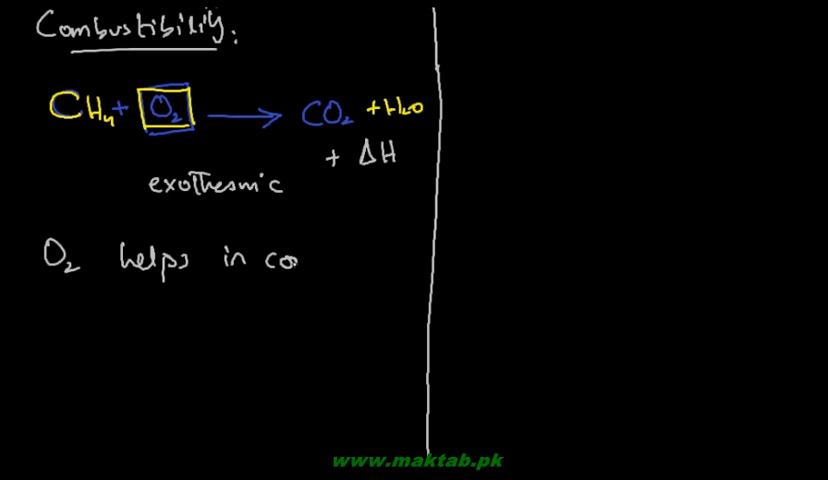 Combustibility:
CH₄ + O₂ → CO₂ + H₂O
+ ΔH
exothermic
O₂ helps in co
www.maktab.pk